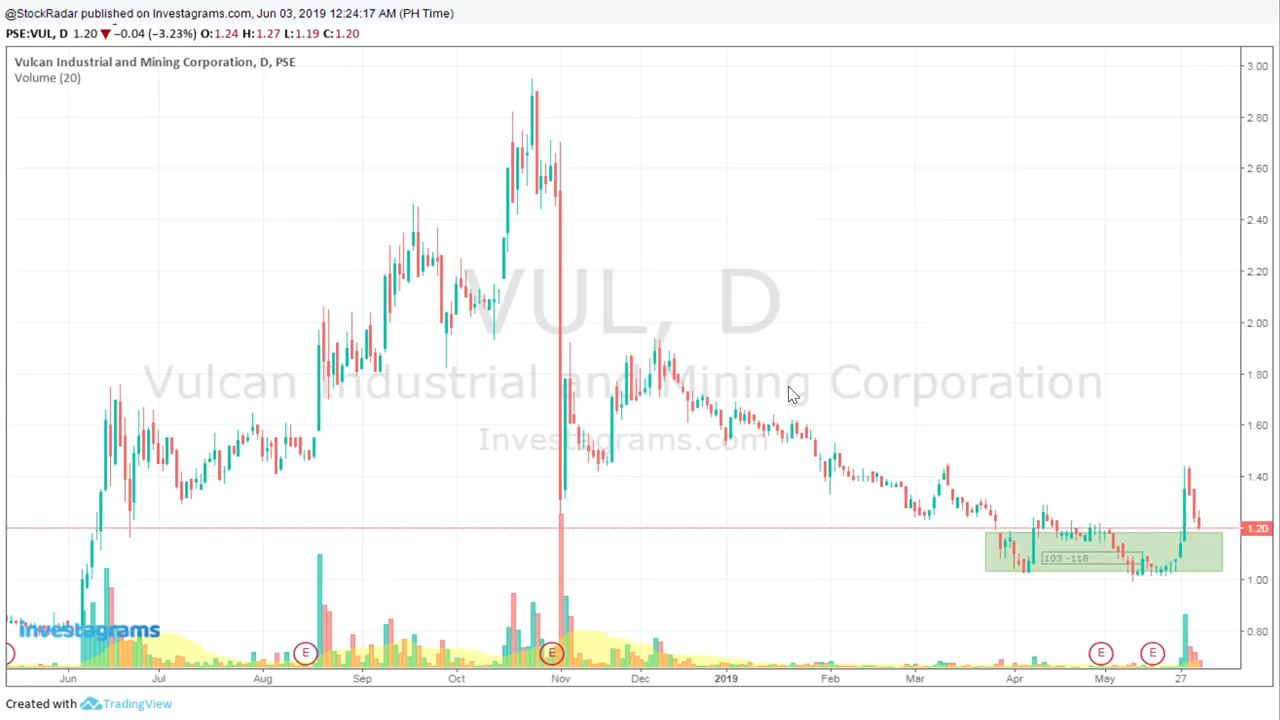 @StockRadar published on Investagrams.com, Jun 03, 2019 12:24:17 AM (PH Time)
PSE:VUL, D 1.20 ▼ −0.04 (−3.23%) O:1.24 H:1.27 L:1.19 C:1.20
Vulcan Industrial and Mining Corporation, D, PSE
Volume (20)
3.00
2.80
2.60
2.40
2.20
2.00
1.80
1.60
1.40
1.20
1.00
0.80
VUL, D
Vulcan Industrial and Mining Corporation
Investagrams.com
103 -118
investagrams
E E E E
Jun Jul Aug Sep Oct Nov Dec 2019 Feb Mar Apr May 27
Created with TradingView